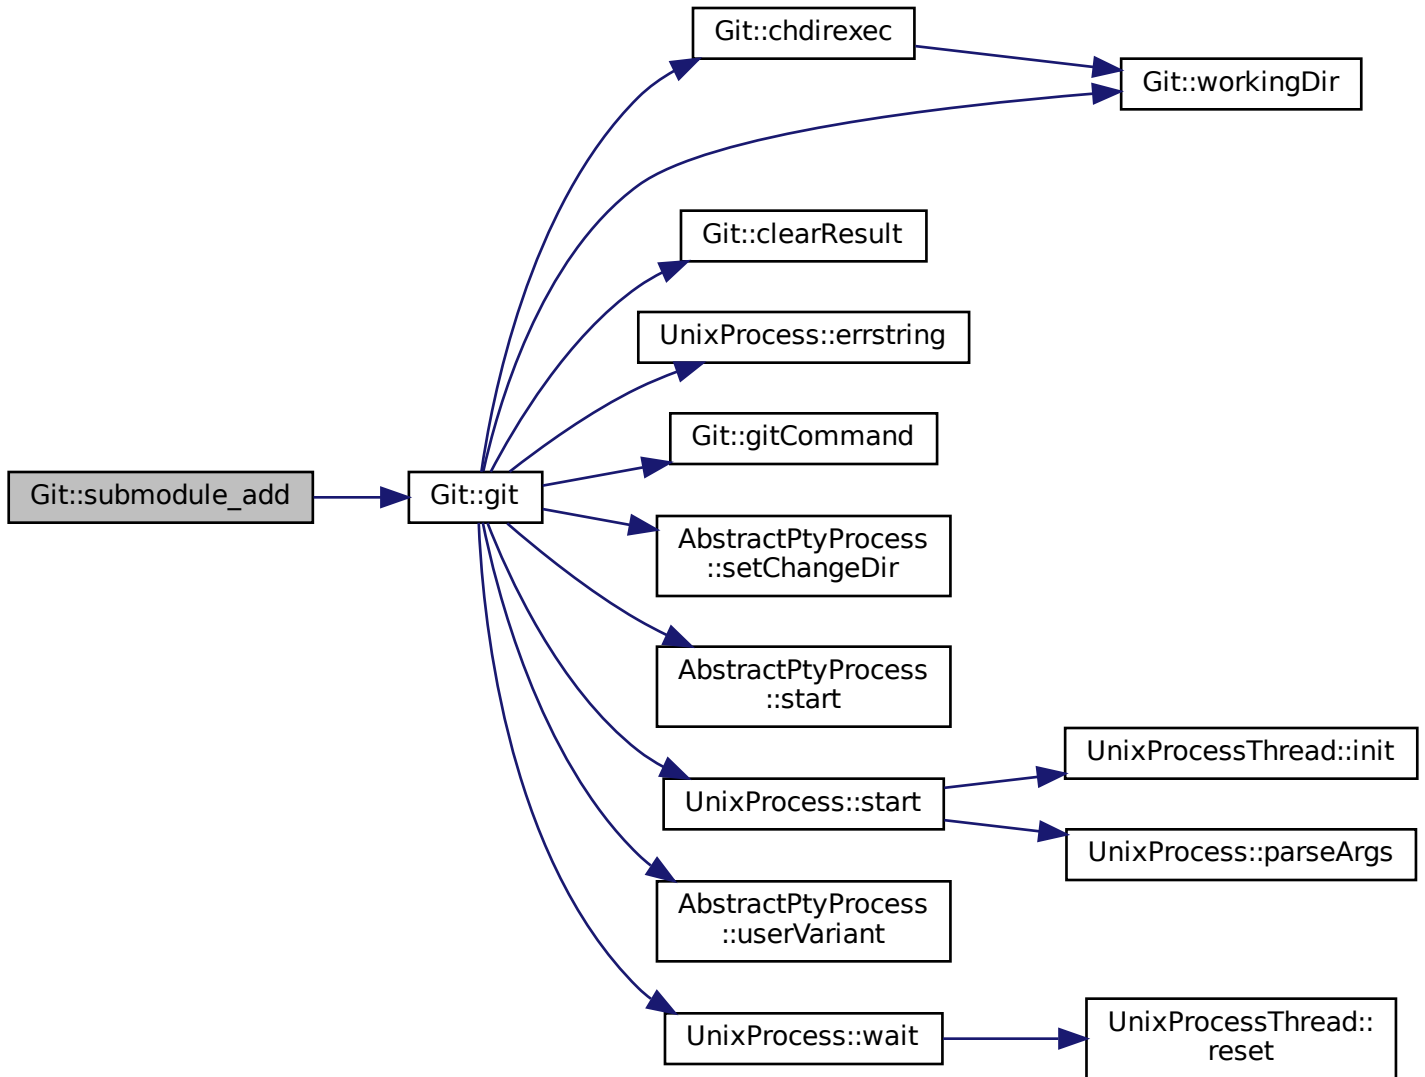 Git::chdirexec
Git::workingDir
Git::clearResult
UnixProcess::errstring
Git::gitCommand
Git::submodule_add
Git::git
AbstractPtyProcess
::setChangeDir
AbstractPtyProcess
::start
UnixProcessThread::init
UnixProcess::start
UnixProcess::parseArgs
AbstractPtyProcess
::userVariant
UnixProcess::wait
UnixProcessThread::
reset